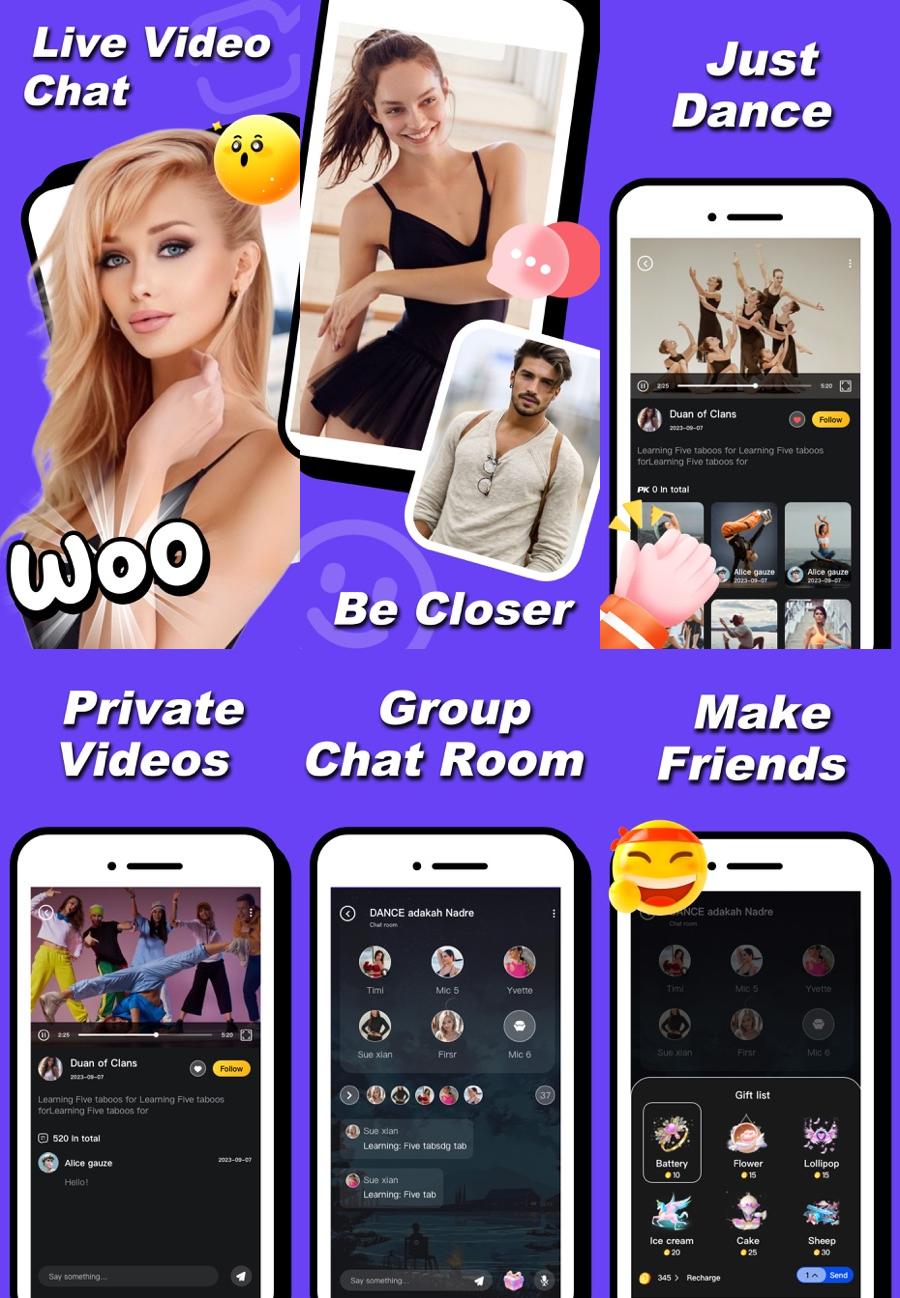 Live Video
Chat
WOO
Be Closer
Just
Dance
2:25
5:20
Duan of Clans
2023-09-07
Follow
Learning Five taboos for Learning Five taboos
forLearning Five taboos for
PK 0 In total
Alice gauze
2023-09-07
Alice gauze
2023-09-07
Private
Videos
2:25
5:20
Duan of Clans
2023-09-07
Follow
Learning Five taboos for Learning Five taboos
forLearning Five taboos for
520 In total
Alice gauze
2023-09-07
Hello!
Say something...
Group
Chat Room
DANCE adakah Nadre
Chat room
Timi
Mic 5
Yvette
Sue xian
Firsr
Mic 6
37
Sue xian
Learning: Five tabsdg tab
Sue xian
Learning: Five tab
Say something...
Make
Friends
DANCE adakah Nadre
Chat room
Timi
Mic 5
Yvette
Sue xian
Firsr
Mic 6
Gift list
Battery
10
Flower
15
Lollipop
15
Ice cream
20
Cake
25
Sheep
30
345 > Recharge
1
Send